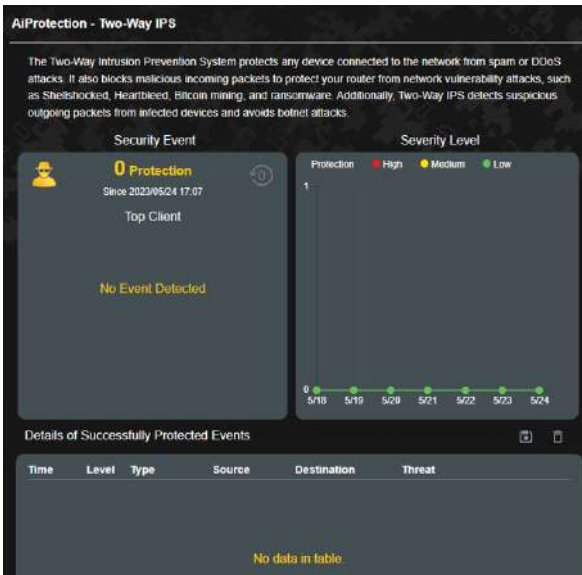 AiProtection - Two-Way IPS
The Two-Way Intrusion Prevention System protects any device connected to the network from spam or DDoS
attacks. It also blocks malicious incoming packets to protect your router from network vulnerability attacks, such
as Shellshocked, Heartbleed, Bitcoin mining, and ransomware. Additionally, Two-Way IPS detects suspicious
outgoing packets from infected devices and avoids botnet attacks.
Security Event
0 Protection
0
Since 2023/05/24 17:07
Top Client
No Event Detected
Severity Level
Protection High Medium Low
1
0
5/18 5/19 5/20 5/21 5/22 5/23 5/24
Details of Successfully Protected Events
Time Level Type Source Destination Threat
No data in table.